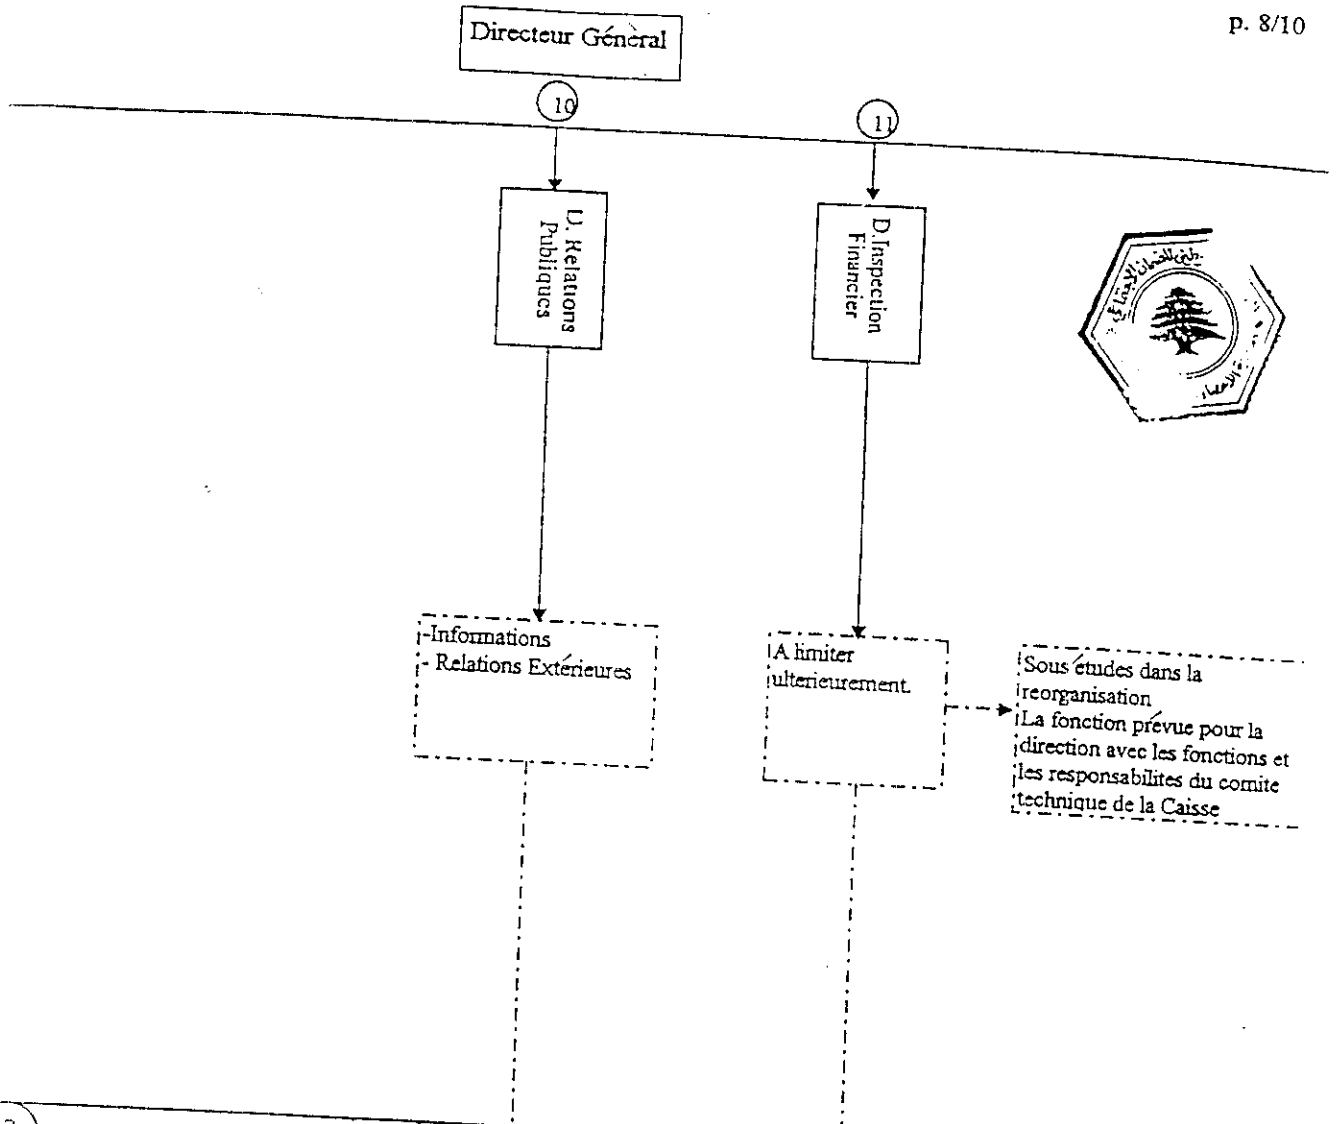 p. 8/10
Directeur Général
10
11
D. Relations
Publiques
D.Inspection
Financier
-Informations
- Relations Extérieures
A limiter
ulterieurement.
Sous études dans la
reorganisation
La fonction prévue pour la
direction avec les fonctions et
les responsabilites du comite
technique de la Caisse
للضمان الاجتماعي